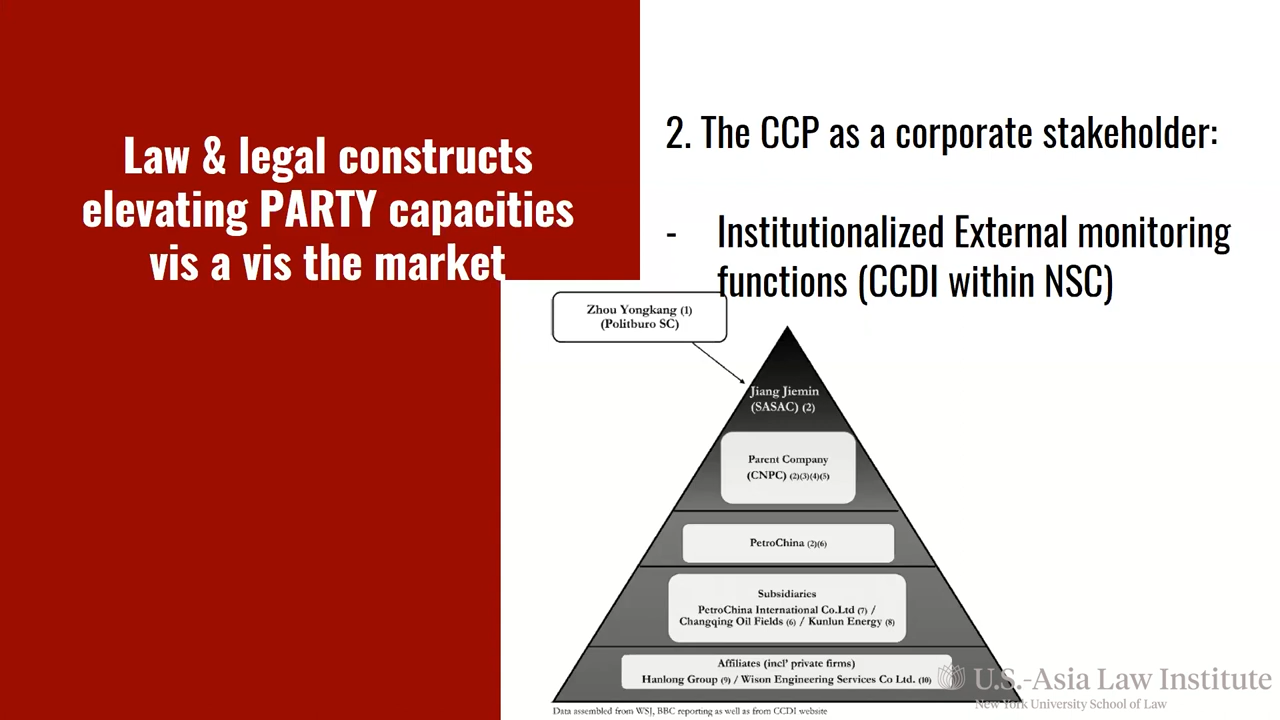 Law & legal constructs
elevating PARTY capacities
vis a vis the market
2. The CCP as a corporate stakeholder:
- Institutionalized External monitoring
functions (CCDI within NSC)
Zhou Yongkang (1)
(Politburo SC)
Jiang Jiemin
(SASAC) (2)
Parent Company
(CNPC) (2)(3)(4)(5)
PetroChina (2)(6)
Subsidiaries
PetroChina International Co.Ltd (7) /
Changqing Oil Fields (6) / Kunlun Energy (8)
Affiliates (incl' private firms)
Hanlong Group (9) / Wison Engineering Services Co Ltd. (10)
Data assembled from WSJ, BBC reporting as well as from CCDI website
U.S.-Asia Law Institute
New York University School of Law